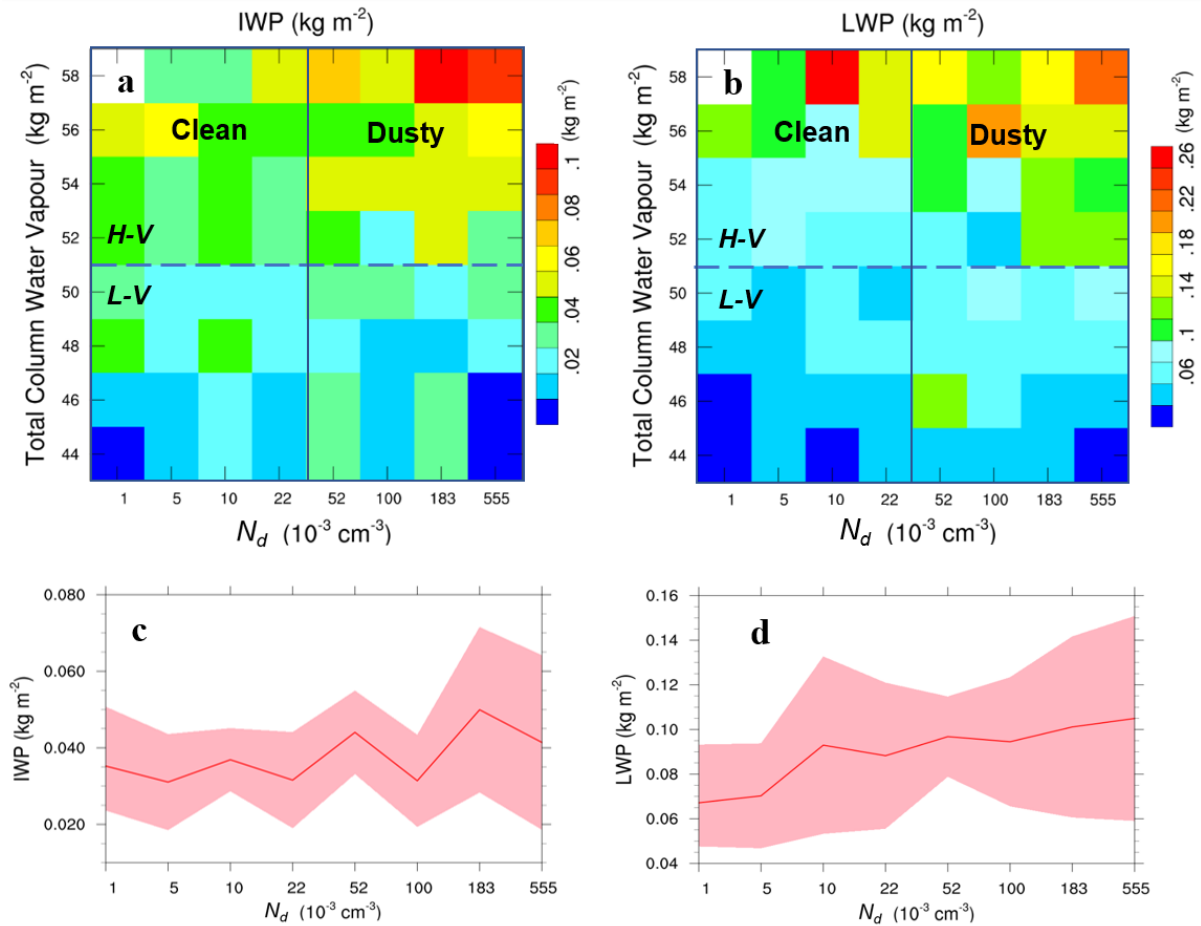 IWP (kg m-2)
a
Clean
Dusty
H-V
L-V
58
56
54
52
50
48
46
44
Total Column Water Vapour (kg m-2)
1 5 10 22 52 100 183 555
Nd (10-3 cm-3)
(kg m-2)
.1
.08
.06
.04
.02
LWP (kg m-2)
b
Clean
Dusty
H-V
L-V
58
56
54
52
50
48
46
44
Total Column Water Vapour (kg m-2)
1 5 10 22 52 100 183 555
Nd (10-3 cm-3)
(kg m-2)
.26
.22
.18
.14
.1
.06
c
0.080
0.060
0.040
0.020
IWP (kg m-2)
1 5 10 22 52 100 183 555
Nd (10-3 cm-3)
d
0.16
0.14
0.12
0.10
0.08
0.06
0.04
LWP (kg m-2)
1 5 10 22 52 100 183 555
Nd (10-3 cm-3)